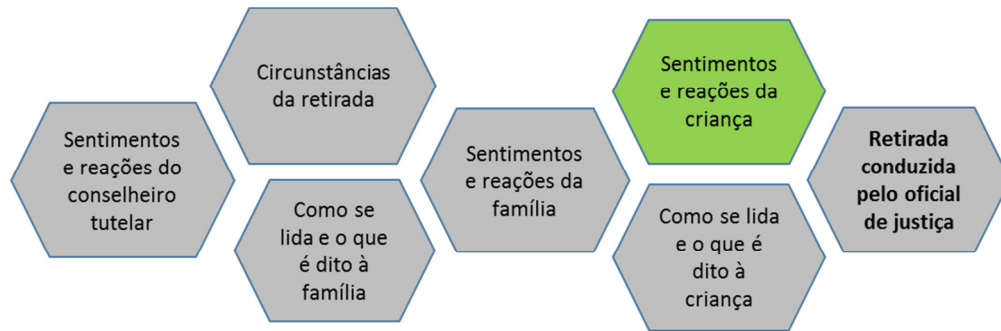 Sentimentos
e reações do
conselheiro
tutelar
Circunstâncias
da retirada
Como se
lida e o que
é dito à
família
Sentimentos
e reações da
família
Sentimentos
e reações da
criança
Como se lida
e o que é
dito à
criança
Retirada
conduzida
pelo oficial
de justiça